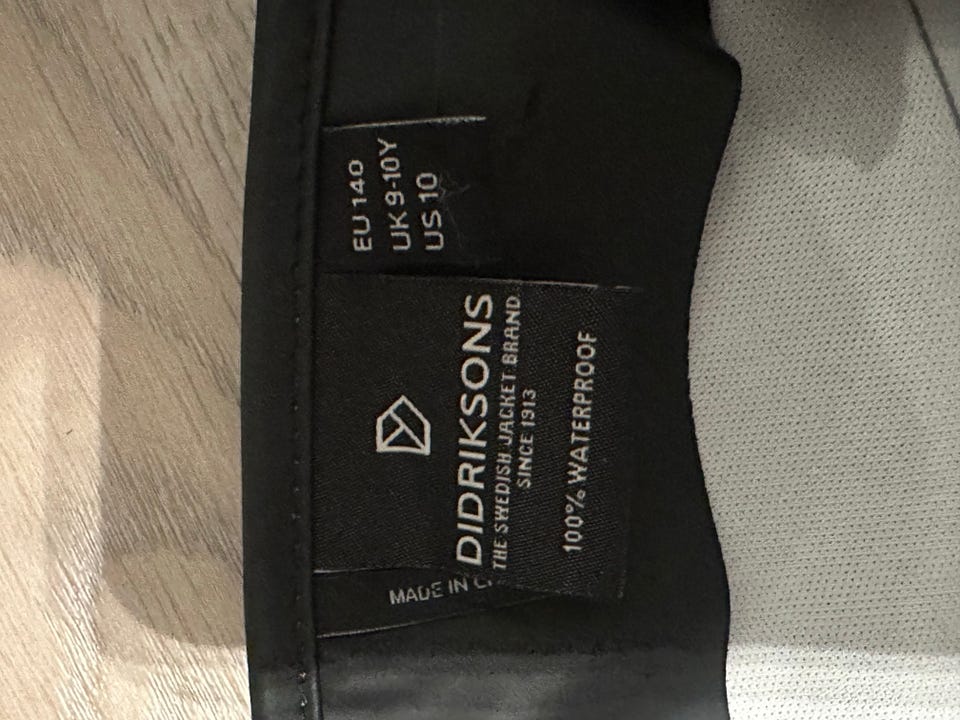 EU 140
UK 9-10Y
US 10
DIDRIKSONS
THE SWEDISH JACKET BRAND
SINCE 1913
100% WATERPROOF
MADE IN